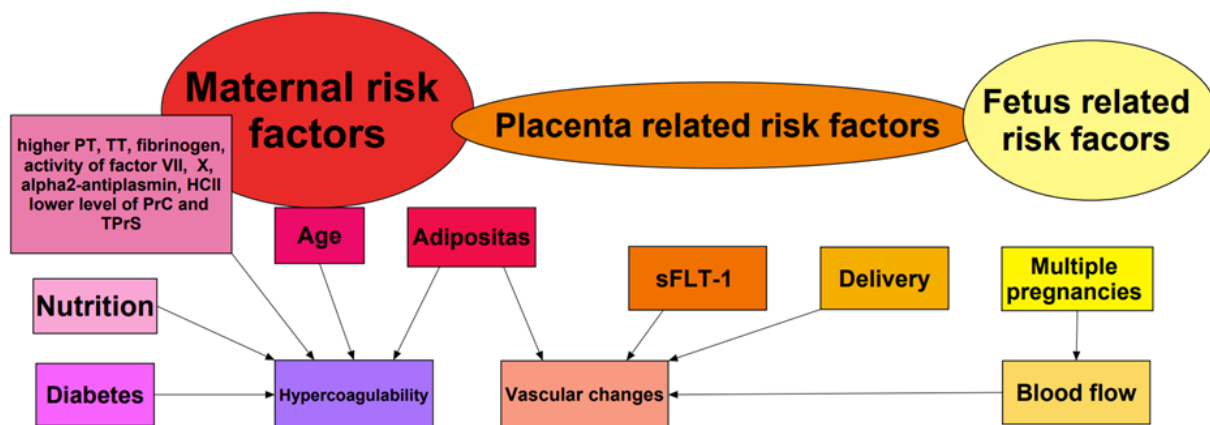 Maternal risk
factors
Placenta related risk factors
Fetus related
risk facors
higher PT, TT, fibrinogen,
activity of factor VII, X,
alpha2-antiplasmin, HCII
lower level of PrC and
TPrS
Age
Adipositas
sFLT-1
Delivery
Multiple
pregnancies
Nutrition
Diabetes
Hypercoagulability
Vascular changes
Blood flow